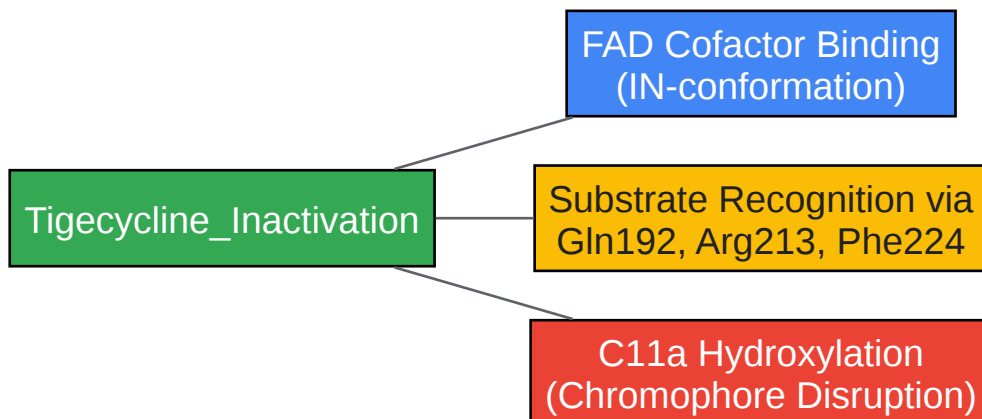 FAD Cofactor Binding
(IN-conformation)
Tigecycline_Inactivation
Substrate Recognition via
Gln192, Arg213, Phe224
C11a Hydroxylation
(Chromophore Disruption)